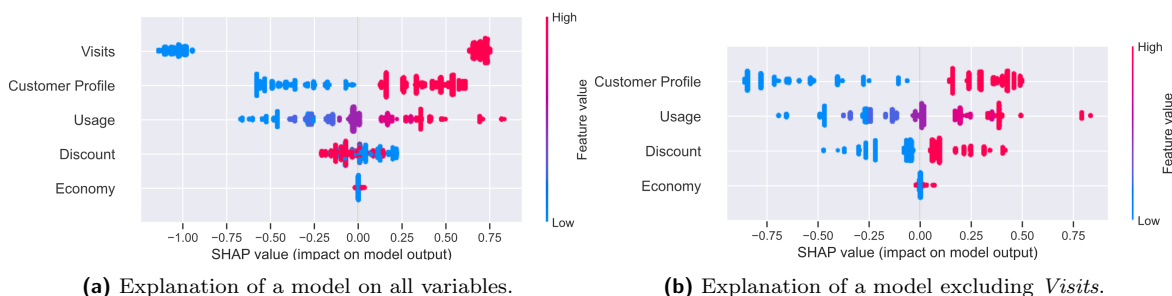 High
Visits
Customer Profile
Usage
Discount
Economy
Feature value
Low
−1.00 −0.75 −0.50 −0.25 0.00 0.25 0.50 0.75
SHAP value (impact on model output)
(a) Explanation of a model on all variables.
High
Customer Profile
Usage
Discount
Economy
Feature value
Low
−0.75 −0.50 −0.25 0.00 0.25 0.50 0.75
SHAP value (impact on model output)
(b) Explanation of a model excluding Visits.